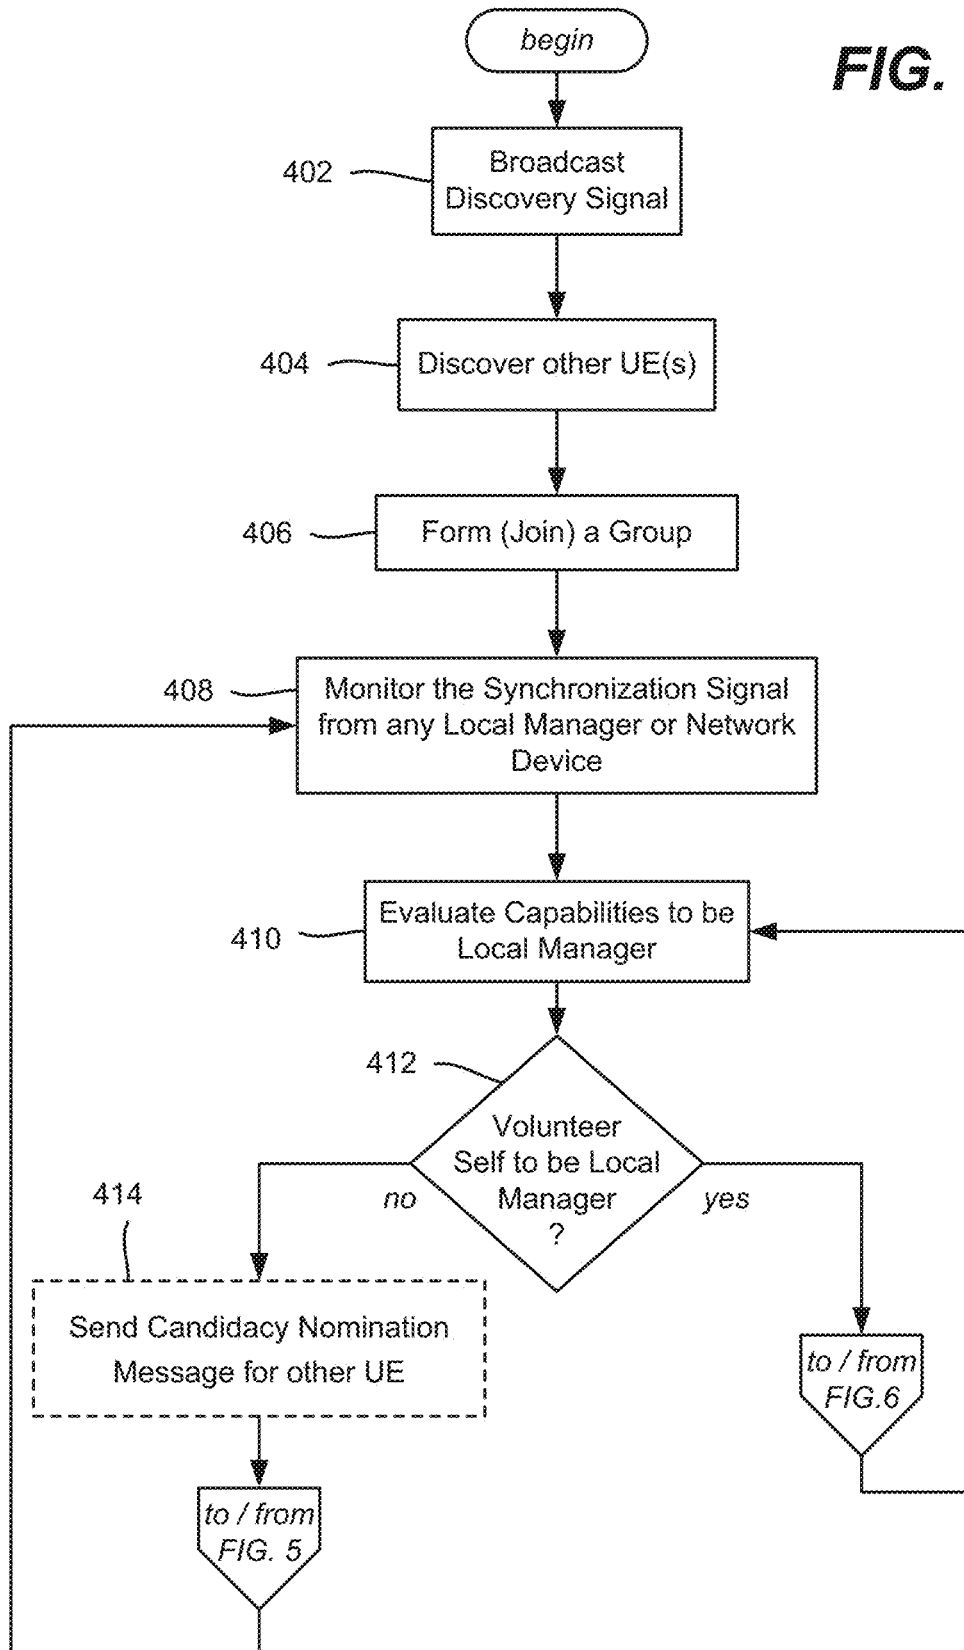 begin
FIG.
402
Broadcast
Discovery Signal
404
Discover other UE(s)
406
Form (Join) a Group
408
Monitor the Synchronization Signal
from any Local Manager or Network
Device
410
Evaluate Capabilities to be
Local Manager
412
Volunteer
Self to be Local
Manager
?
no
yes
414
Send Candidacy Nomination
Message for other UE
to / from
FIG.6
to / from
FIG. 5